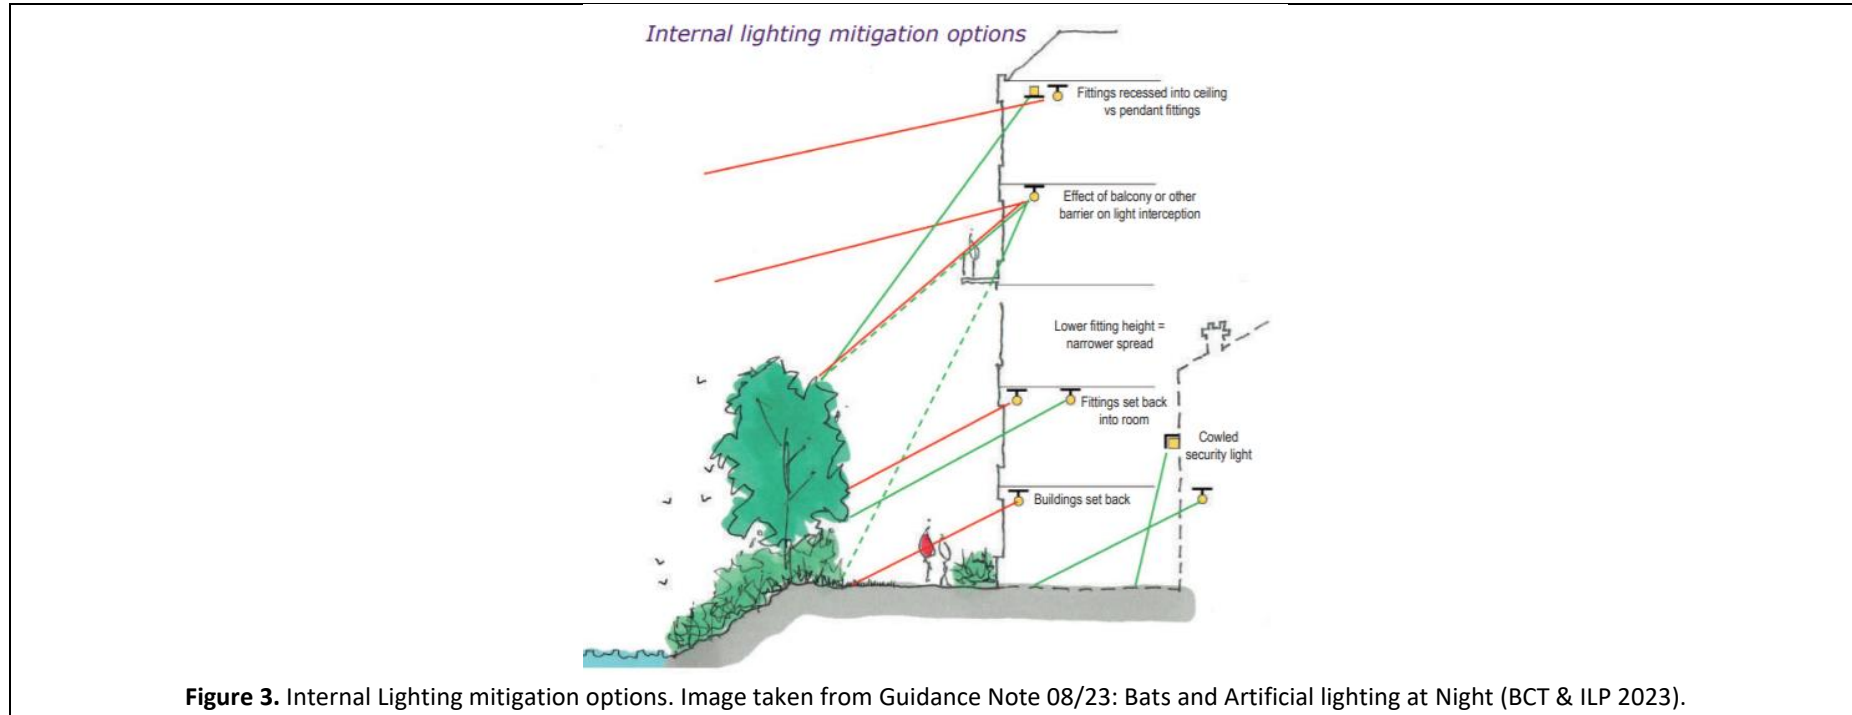 Internal lighting mitigation options
Fittings recessed into ceiling
vs pendant fittings
Effect of balcony or other
barrier on light interception
Lower fitting height =
narrower spread
Fittings set back
into room
Cowled
security light
Buildings set back
Figure 3. Internal Lighting mitigation options. Image taken from Guidance Note 08/23: Bats and Artificial lighting at Night (BCT & ILP 2023).